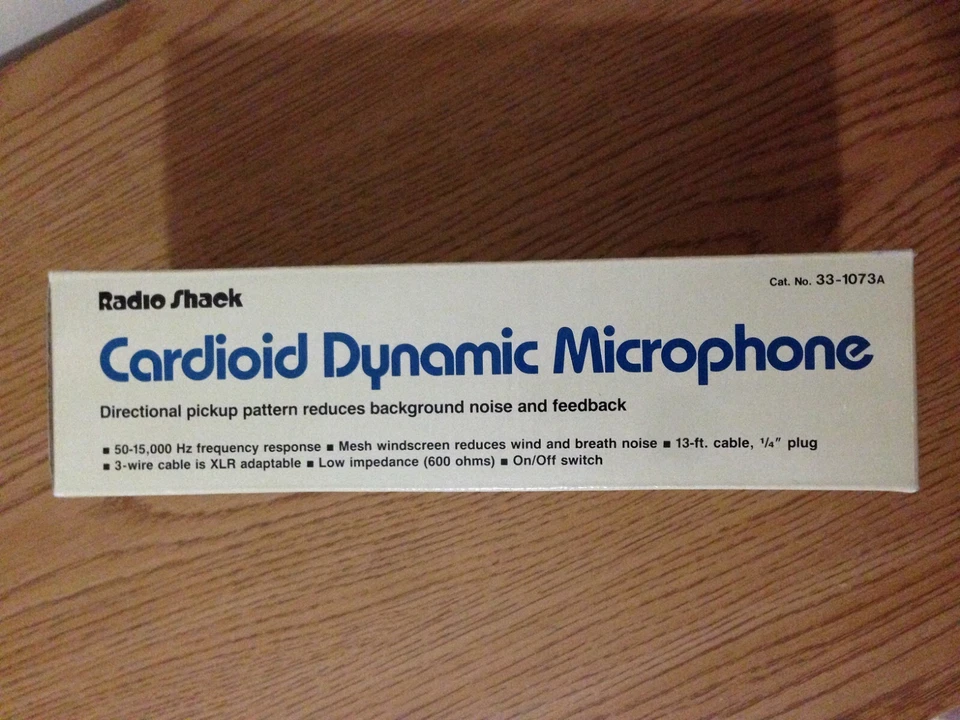 Radio Shack
Cat. No. 33-1073A
Cardioid Dynamic Microphone
Directional pickup pattern reduces background noise and feedback
■ 50-15,000 Hz frequency response ■ Mesh windscreen reduces wind and breath noise ■ 13-ft. cable, 1/4" plug
■ 3-wire cable is XLR adaptable ■ Low impedance (600 ohms) ■ On/Off switch